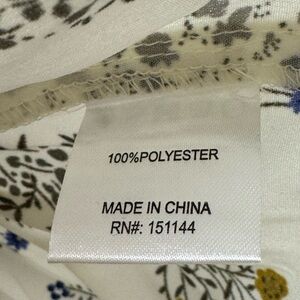 100%POLYESTER
MADE IN CHINA
RN#: 151144